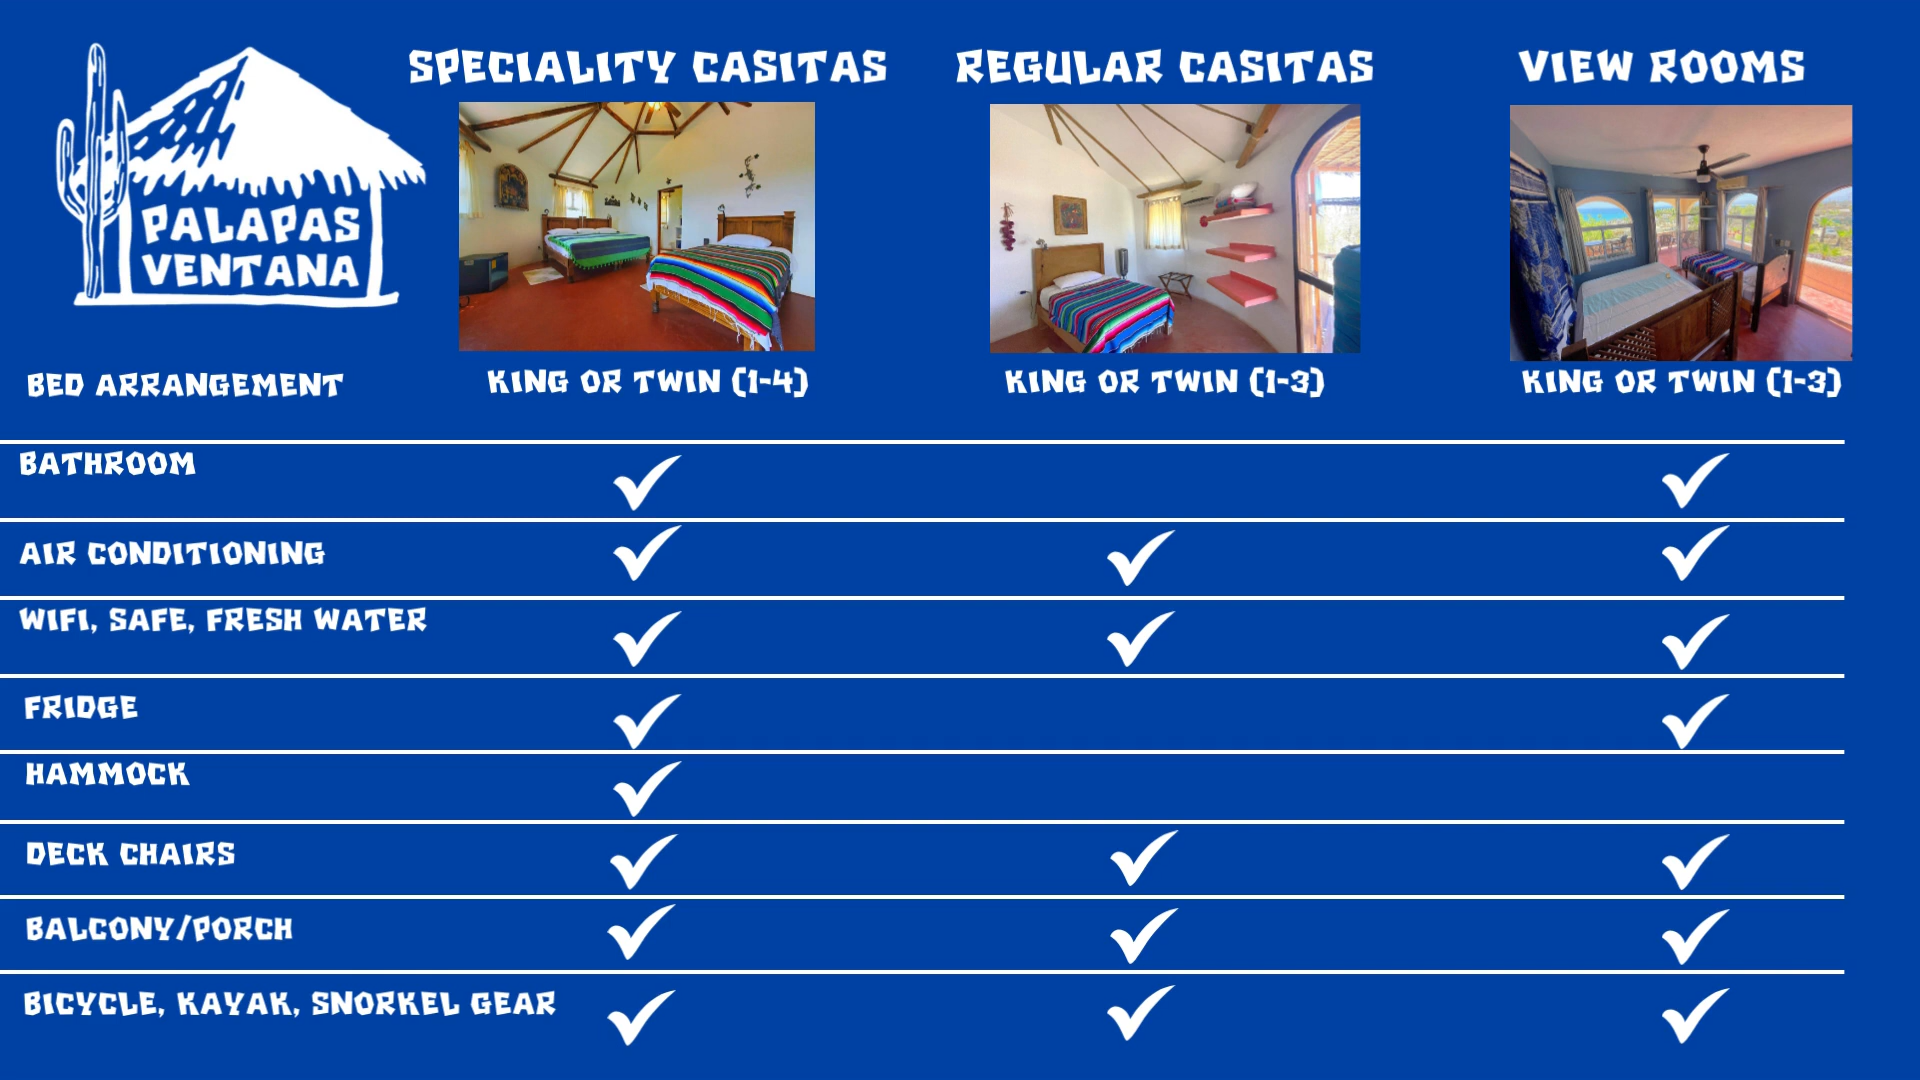 SPECIALITY CASITAS
REGULAR CASITAS
VIEW ROOMS
PALAPAS
VENTANA
BED ARRANGEMENT
KING OR TWIN (1-4)
KING OR TWIN (1-3)
KING OR TWIN (1-3)
BATHROOM
AIR CONDITIONING
WIFI, SAFE, FRESH WATER
FRIDGE
HAMMOCK
DECK CHAIRS
BALCONY/PORCH
BICYCLE, KAYAK, SNORKEL GEAR